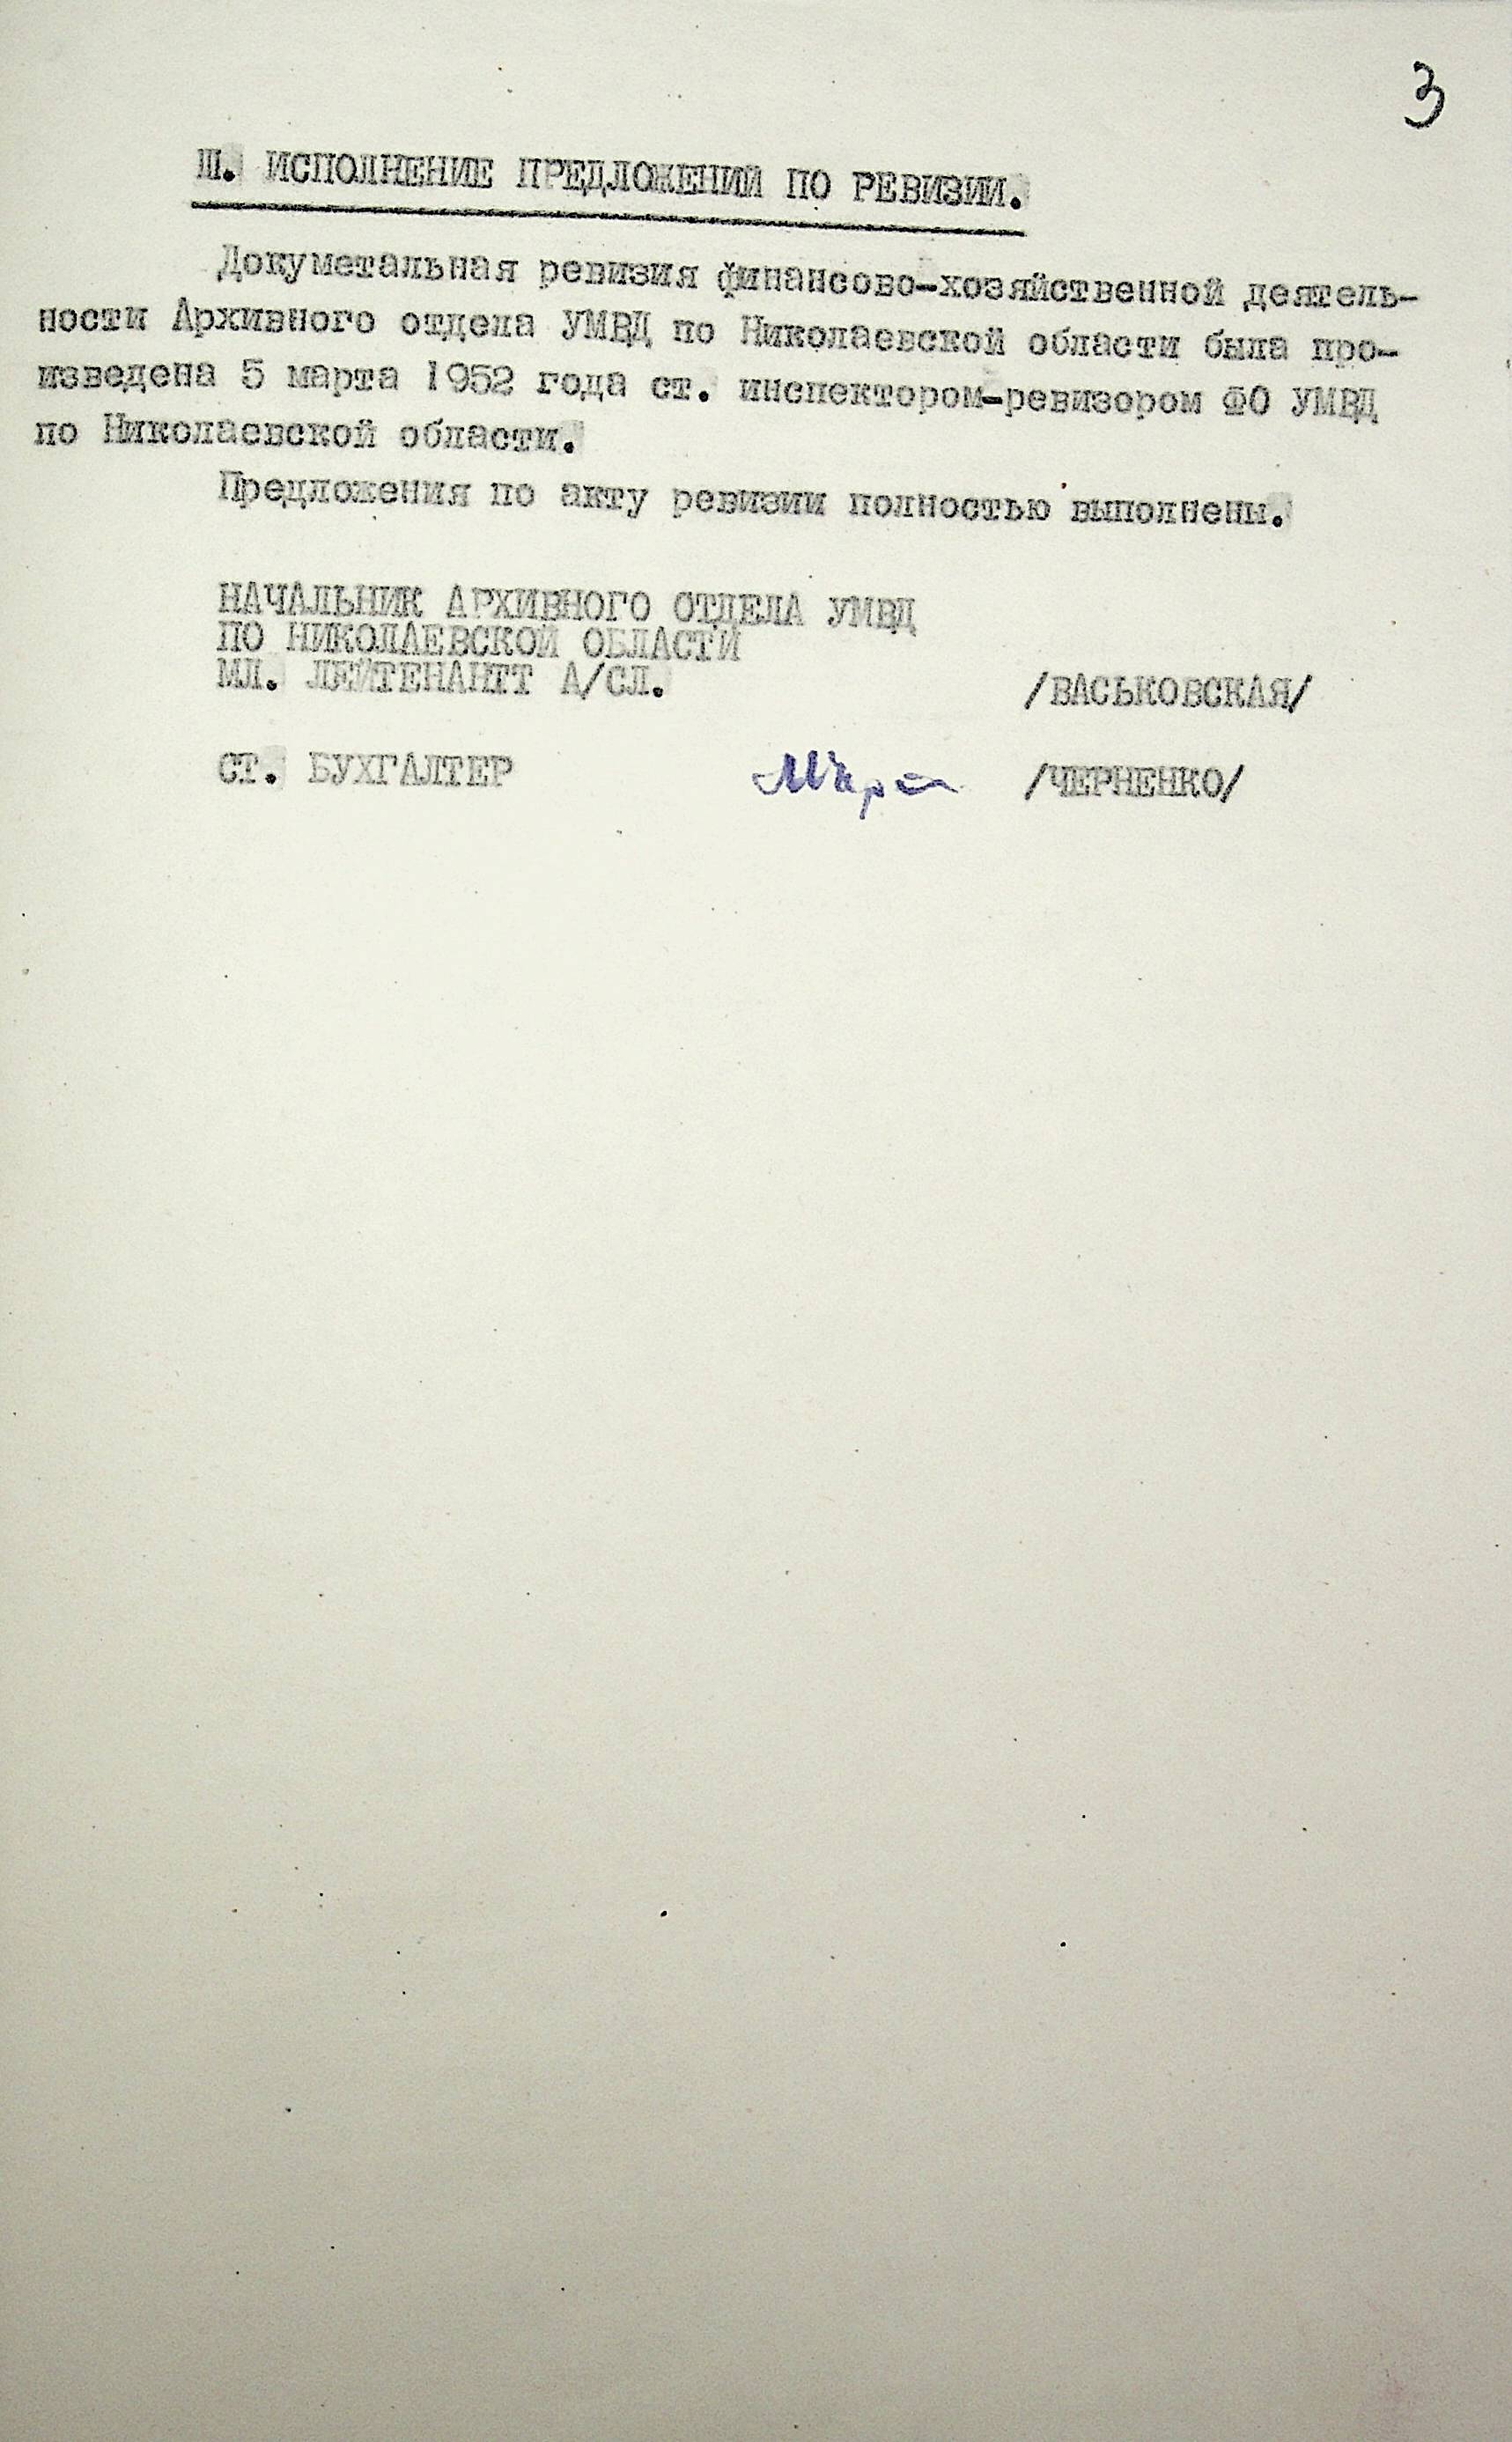 3
Ш. ИСПОЛНЕНИЕ ПРЕДЛОЖЕНИЙ ПО РЕВИЗИИ.
Докуметальная ревизия финансово-хозяйственной деятель-
ности Архивного отдела УМВД по Николаевской области была про-
изведена 5 марта 1952 года ст. инспектором-ревизором ФО УМВД
по Николаевской области.
Предложения по акту ревизии полностью выполнены.
НАЧАЛЬНИК АРХИВНОГО ОТДЕЛА УМВД
ПО НИКОЛАЕВСКОЙ ОБЛАСТИ
МЛ. ЛЕЙТЕНАНТ А/СЛ. /ВАСЬКОВСКАЯ/
СТ. БУХГАЛТЕР /ЧЕРНЕНКО/